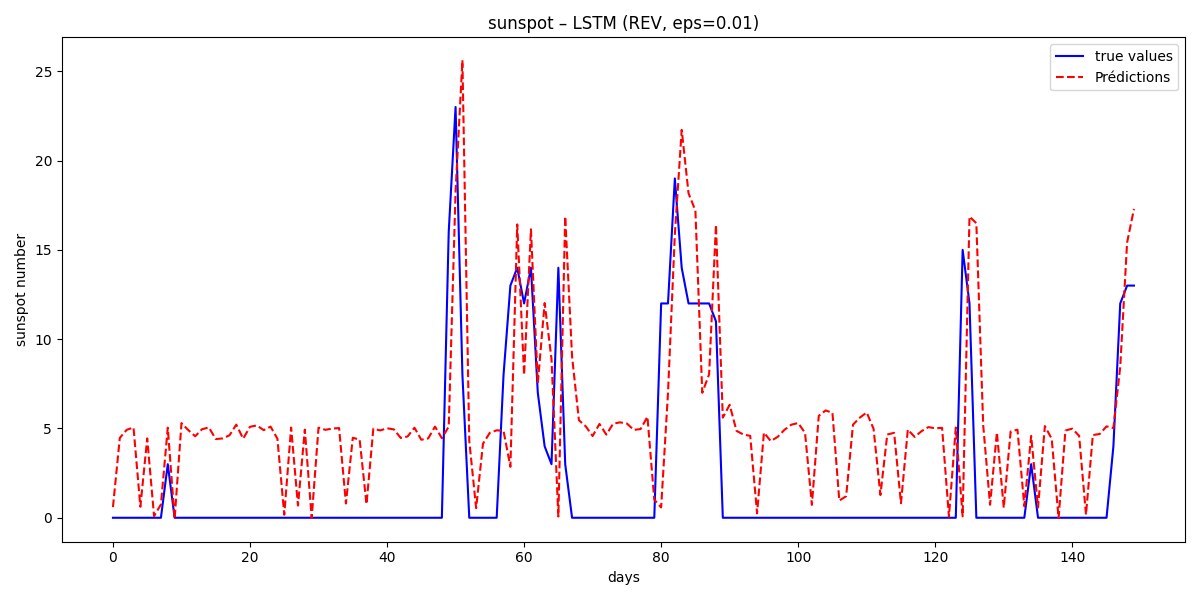 sunspot – LSTM (REV, eps=0.01)
true values
Prédictions
25
20
15
10
5
0
sunspot number
0 20 40 60 80 100 120 140
days